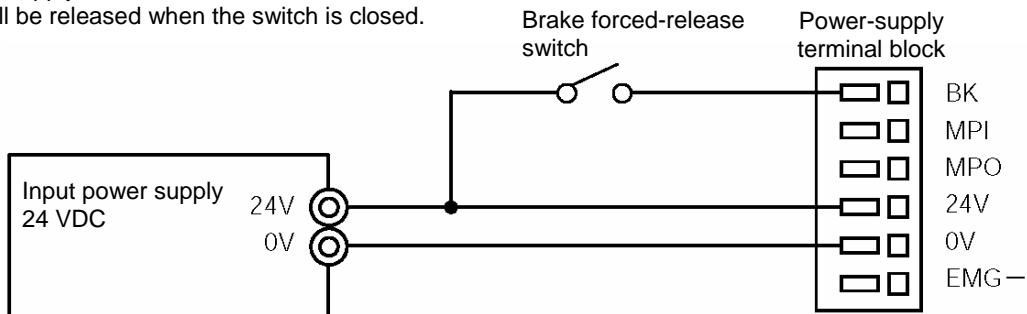 ll be released when the switch is closed.
Brake forced-release
switch
Power-supply
terminal block
BK
MPI
MPO
24V
0V
EMG−
Input power supply
24 VDC
24V
0V